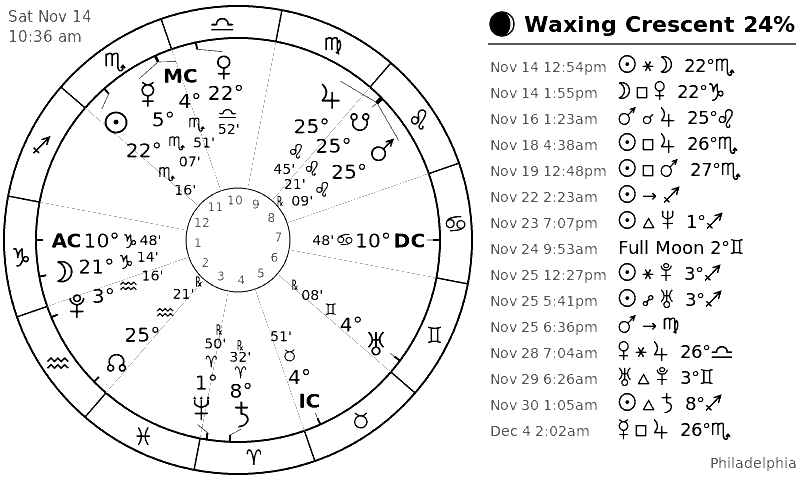 Sat Nov 14
10:36 am
Waxing Crescent 24%
Nov 14 12:54pm ☉ ⚹ ☽ 22°♏
Nov 14 1:55pm ☽ □ ♀ 22°♑
Nov 16 1:23am ♂ ☌ ♃ 25°♌
Nov 18 4:38am ☉ □ ♃ 26°♏
Nov 19 12:48pm ☉ □ ♂ 27°♏
Nov 22 2:23am ☉ → ♐
Nov 23 7:07pm ☉ △ ♆ 1°♐
Nov 24 9:53am Full Moon 2°♊
Nov 25 12:27pm ☉ ⚹ ⯓ 3°♐
Nov 25 5:41pm ☉ ☍ ♅ 3°♐
Nov 25 6:36pm ♂ → ♍
Nov 28 7:04am ♀ ⚹ ♃ 26°♎
Nov 29 6:26am ♅ △ ⯓ 3°♊
Nov 30 1:05am ☉ △ ♄ 8°♐
Dec 4 2:02am ☿ □ ♃ 26°♏
Philadelphia
♎
♍
♌
♋
♊
♉
♈
♓
♒
♑
♐
♏
MC 4° ♏ 51'
♀ 22° ♎ 52'
☿ 5° ♏ 07'
☉ 22° ♏ 16'
♃ 25° ♌ 45'
☋ 25° ♌ 21' ℞
♂ 25° ♌ 09'
AC 10° ♑ 48'
☽ 21° ♑ 14'
⯓ 3° ♒ 16'
☊ 25° ♒ 21' ℞
♆ 1° ♈ 50' ℞
♄ 8° ♈ 32' ℞
IC 4° ♉ 51'
♅ 4° ♊ 08' ℞
48' ♋ 10° DC
1
2
3
4
5
6
7
8
9
10
11
12